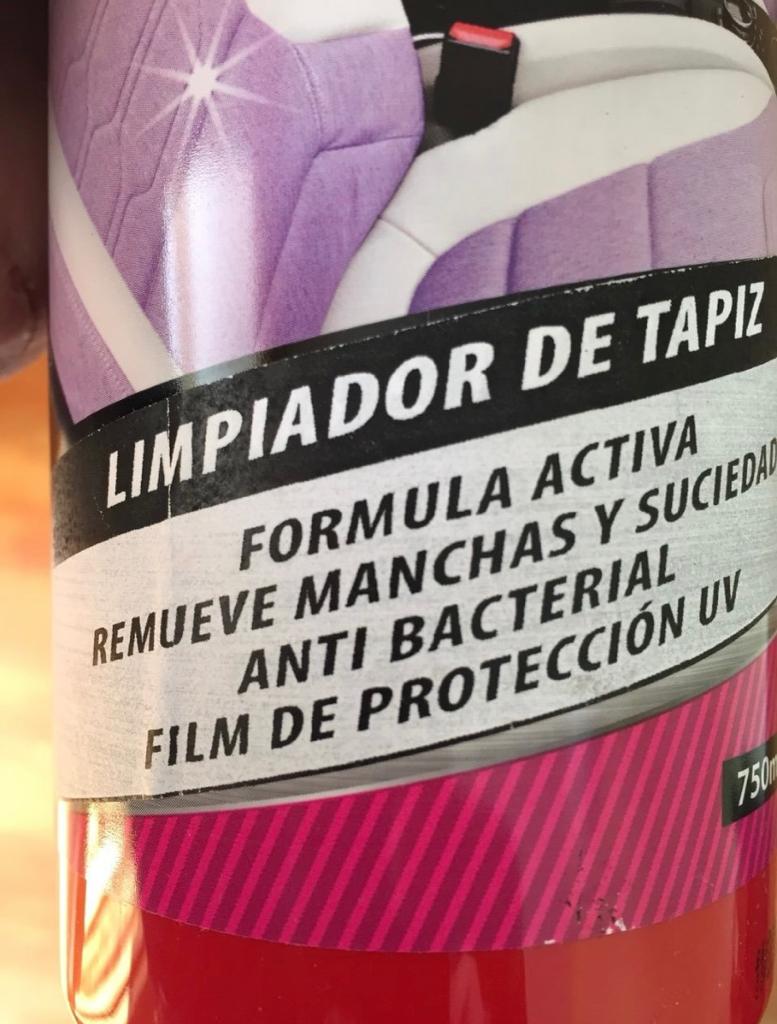 LIMPIADOR DE TAPIZ
FORMULA ACTIVA
REMUEVE MANCHAS Y SUCIEDAD
ANTI BACTERIAL
FILM DE PROTECCIÓN UV
750m